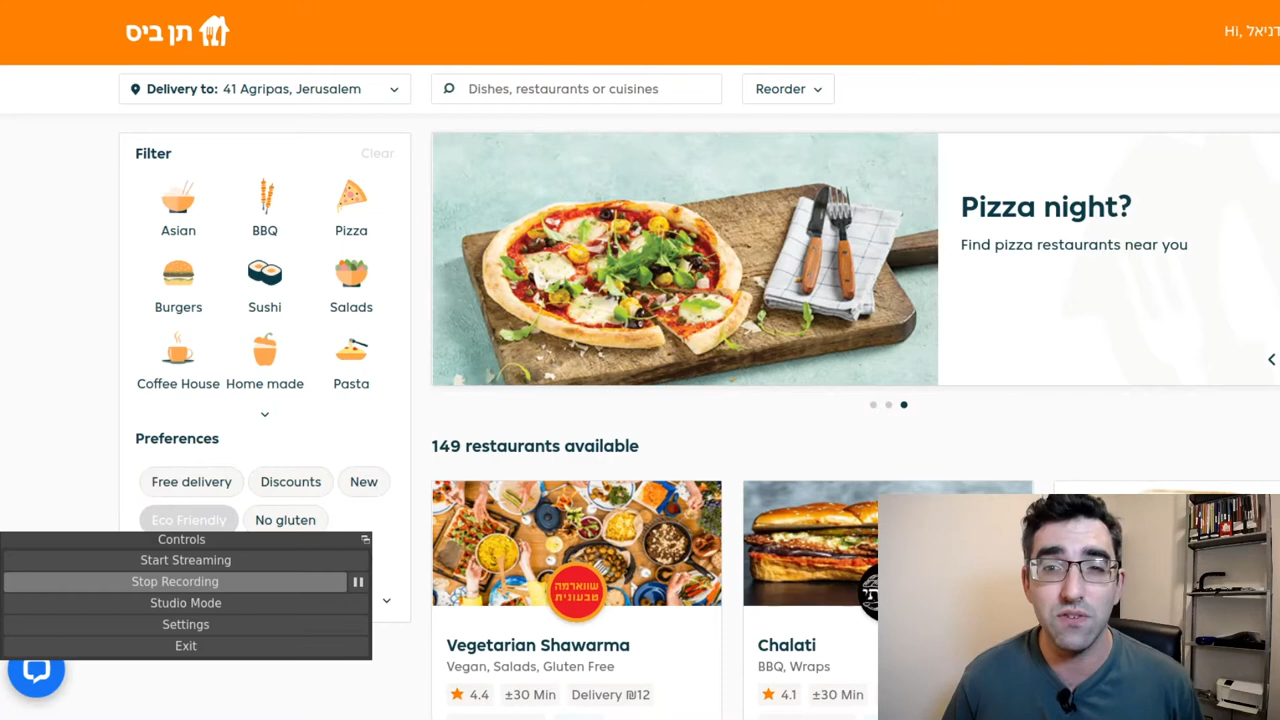 תן ביס
Hi, דניאל
Delivery to: 41 Agripas, Jerusalem
Dishes, restaurants or cuisines
Reorder
Filter
Clear
Asian
BBQ
Pizza
Burgers
Sushi
Salads
Coffee House
Home made
Pasta
Preferences
Free delivery
Discounts
New
Eco Friendly
No gluten
Controls
Start Streaming
Stop Recording
Studio Mode
Settings
Exit
Pizza night?
Find pizza restaurants near you
149 restaurants available
שווארמה
טבעונית
Vegetarian Shawarma
Vegan, Salads, Gluten Free
4.4
±30 Min
Delivery ₪12
Chalati
BBQ, Wraps
4.1
±30 Min